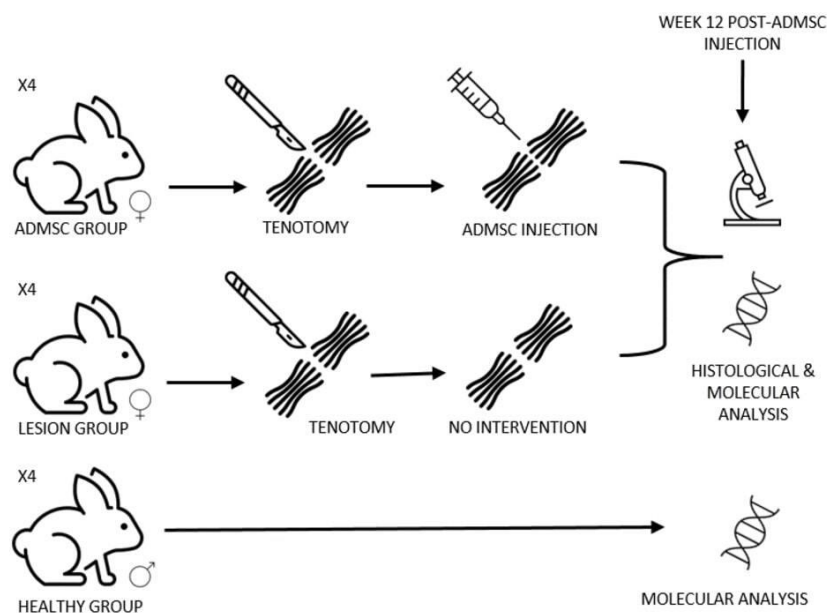 WEEK 12 POST-ADMSC
INJECTION
X4
ADMSC GROUP
TENOTOMY
ADMSC INJECTION
X4
LESION GROUP
TENOTOMY
NO INTERVENTION
HISTOLOGICAL &
MOLECULAR
ANALYSIS
X4
HEALTHY GROUP
MOLECULAR ANALYSIS